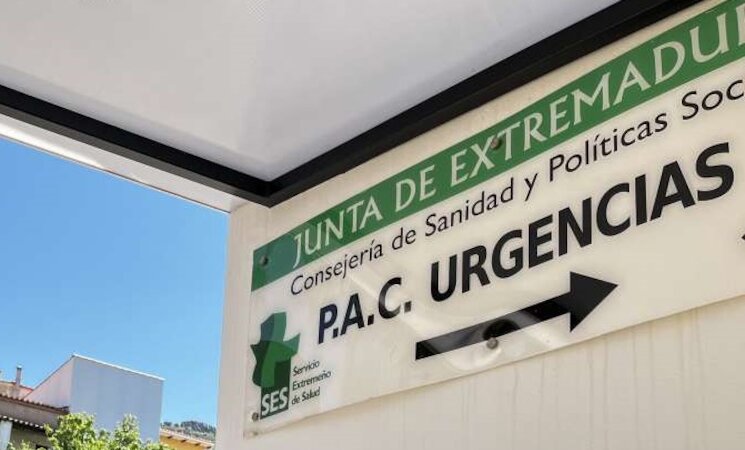 JUNTA DE EXTREMADU
Consejería de Sanidad y Políticas Soc
P.A.C. URGENCIAS
SES
Servicio
Extremeño
de Salud